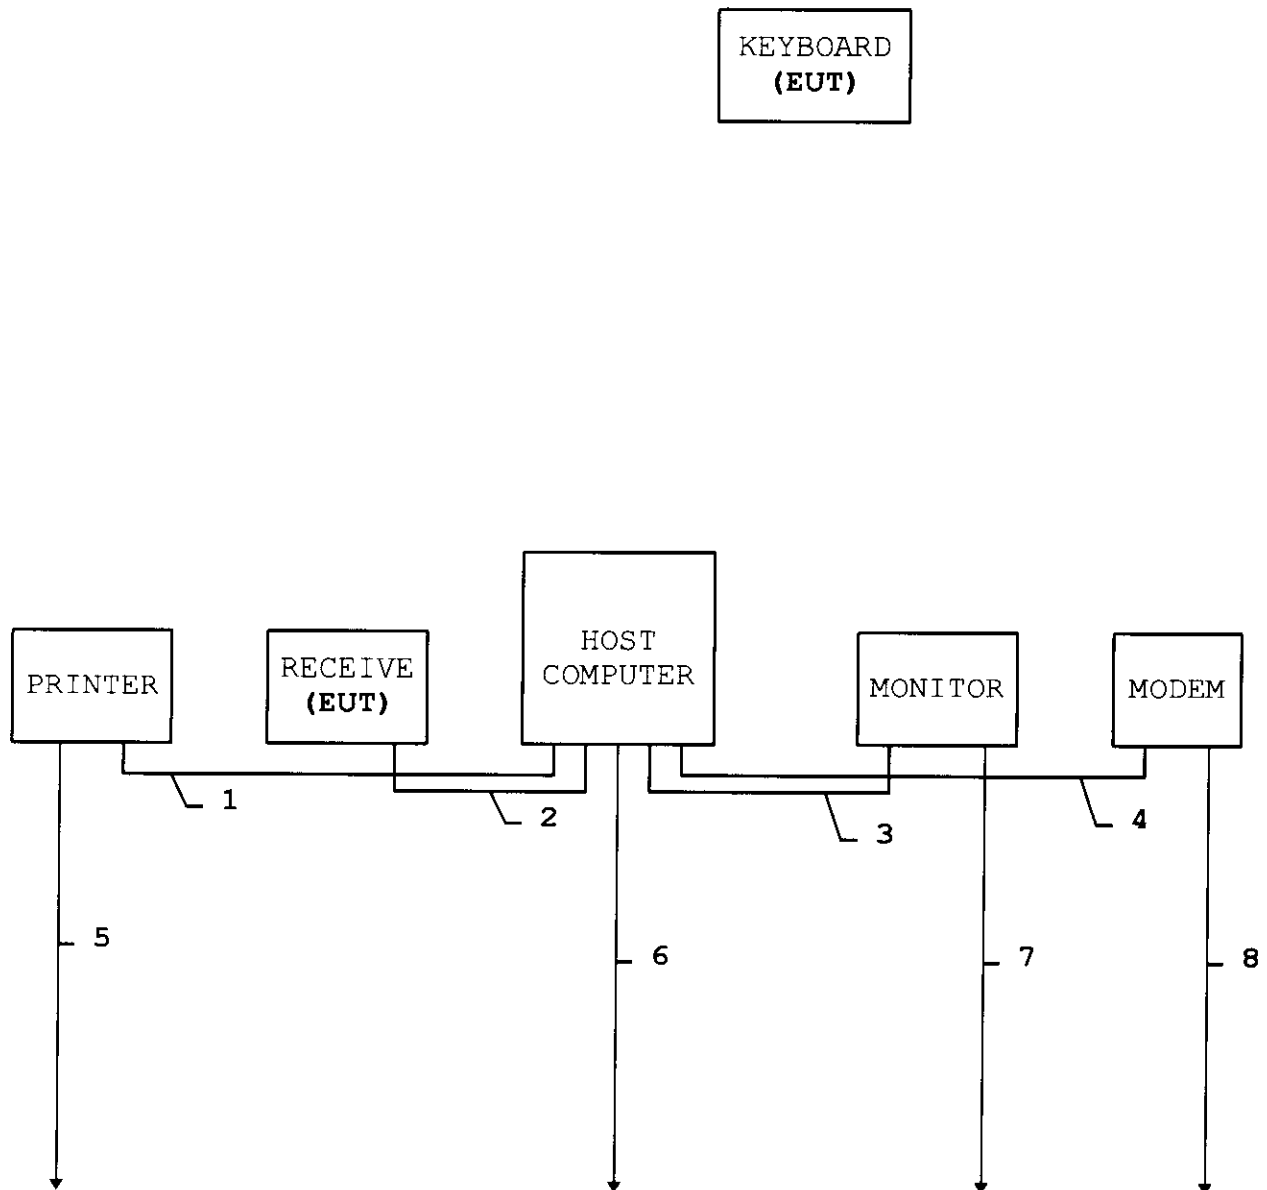 KEYBOARD
(EUT)
HOST
COMPUTER
PRINTER
RECEIVE
(EUT)
MONITOR
MODEM
1
2
3
4
5
6
7
8